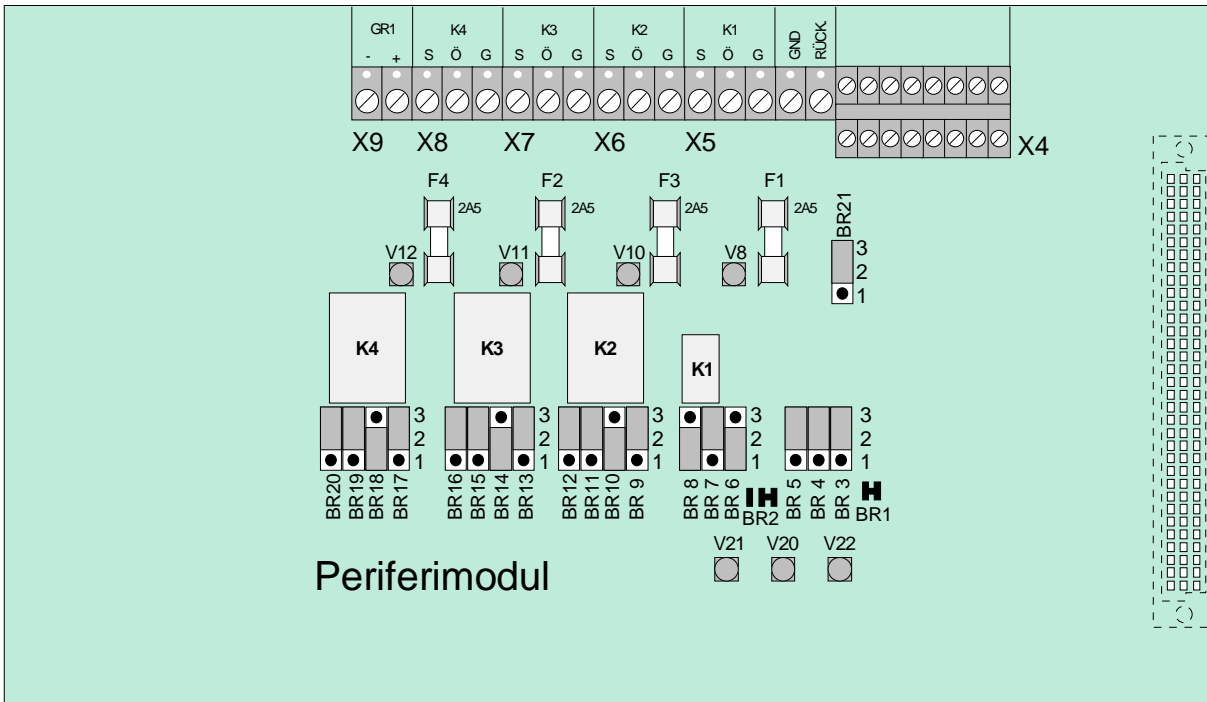 GR1 K4 K3 K2 K1 GND RÜCK.
- + S Ö G S Ö G S Ö G S Ö G
X9 X8 X7 X6 X5 X4
F4 F2 F3 F1
2A5 2A5 2A5 2A5 BR21
V12 V11 V10 V8 3
2
1
K4 K3 K2 K1
3 3 3 3 3
2 2 2 2 2
1 1 1 1 1
BR20 BR19 BR18 BR17 BR16 BR15 BR14 BR13 BR12 BR11 BR10 BR 9 BR 8 BR 7 BR 6 BR2 BR 5 BR 4 BR 3 BR1
V21 V20 V22
Periferimodul